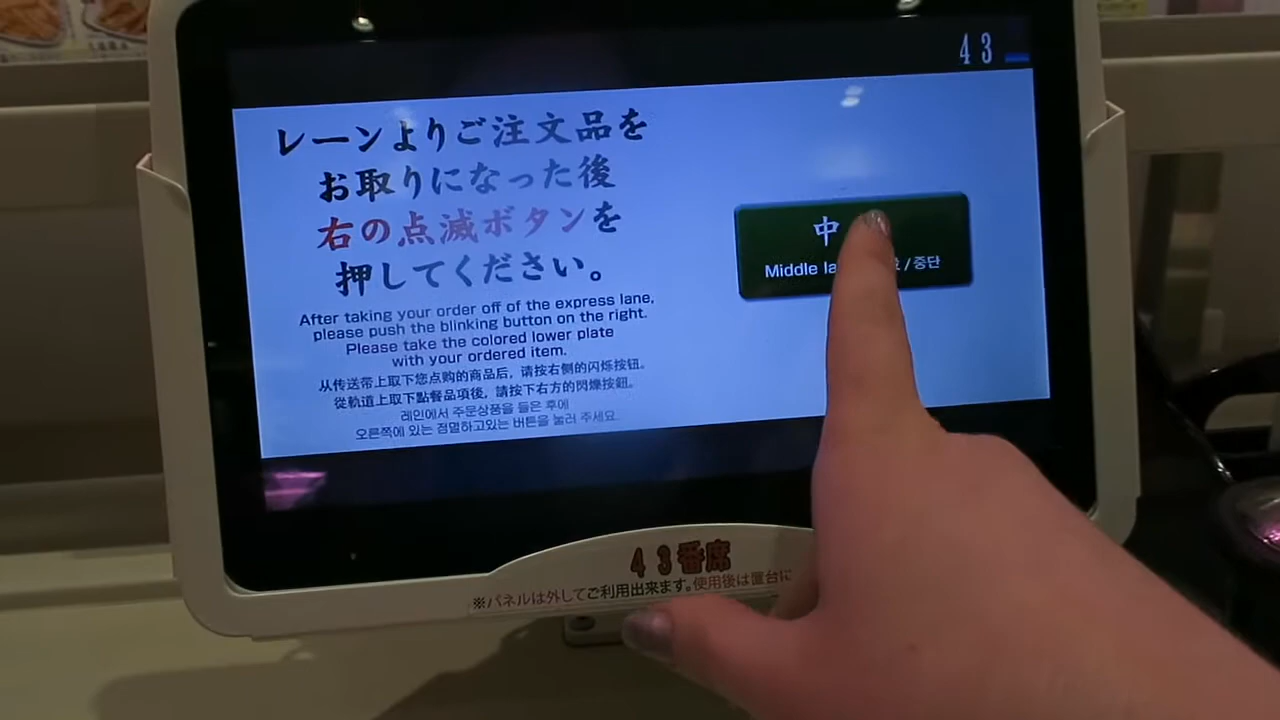 43
レーンよりご注文品を
お取りになった後
右の点滅ボタンを
押してください。
After taking your order off of the express lane,
please push the blinking button on the right.
Please take the colored lower plate
with your ordered item.
从传送带上取下您点购的商品后，请按右侧的闪烁按钮。
從軌道上取下點餐品項後，請按下右方的閃爍按鈕。
레인에서 주문상품을 들은 후에
오른쪽에 있는 점멸하고있는 버튼을 눌러 주세요.
中
Middle la /중단
43番席
※パネルは外してご利用出来ます。使用後は置台に